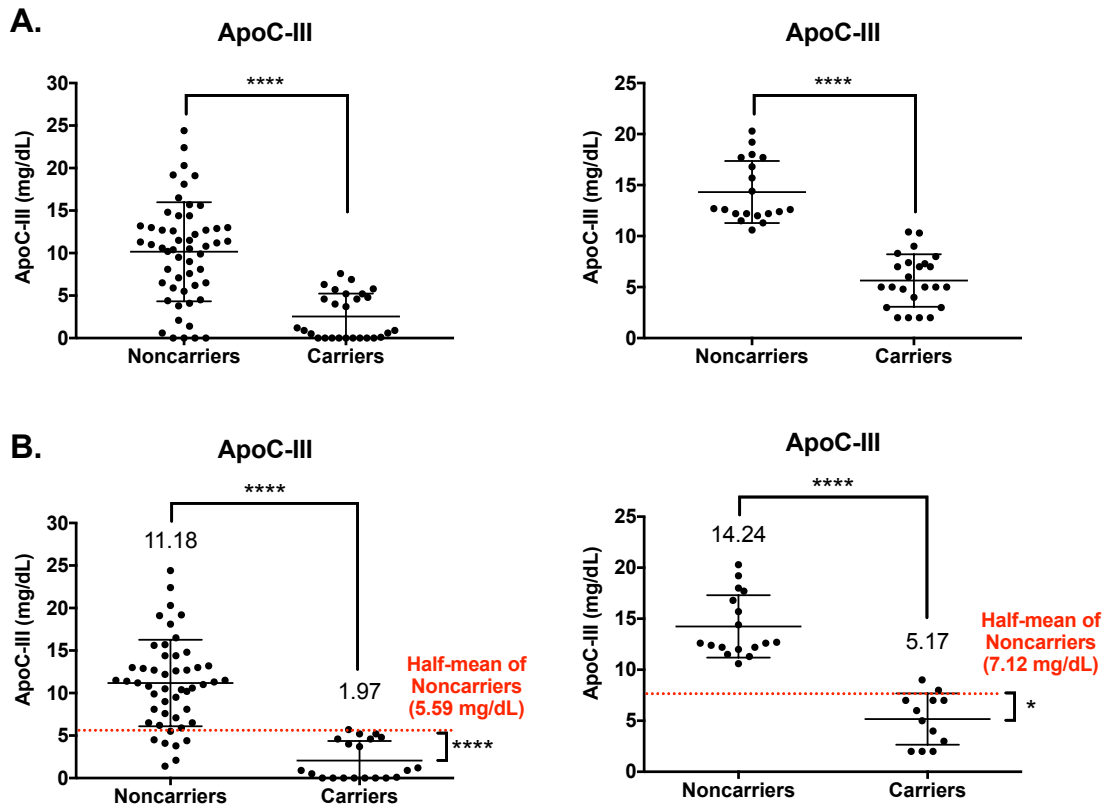 A.
ApoC-III
****
ApoC-III (mg/dL)
30
25
20
15
10
5
0
Noncarriers
Carriers
ApoC-III
****
ApoC-III (mg/dL)
25
20
15
10
5
0
Noncarriers
Carriers
B.
ApoC-III
****
ApoC-III (mg/dL)
30
25
20
15
10
5
0
11.18
1.97
Half-mean of
Noncarriers
(5.59 mg/dL)
****
Noncarriers
Carriers
ApoC-III
****
ApoC-III (mg/dL)
25
20
15
10
5
0
14.24
5.17
Half-mean of
Noncarriers
(7.12 mg/dL)
*
Noncarriers
Carriers